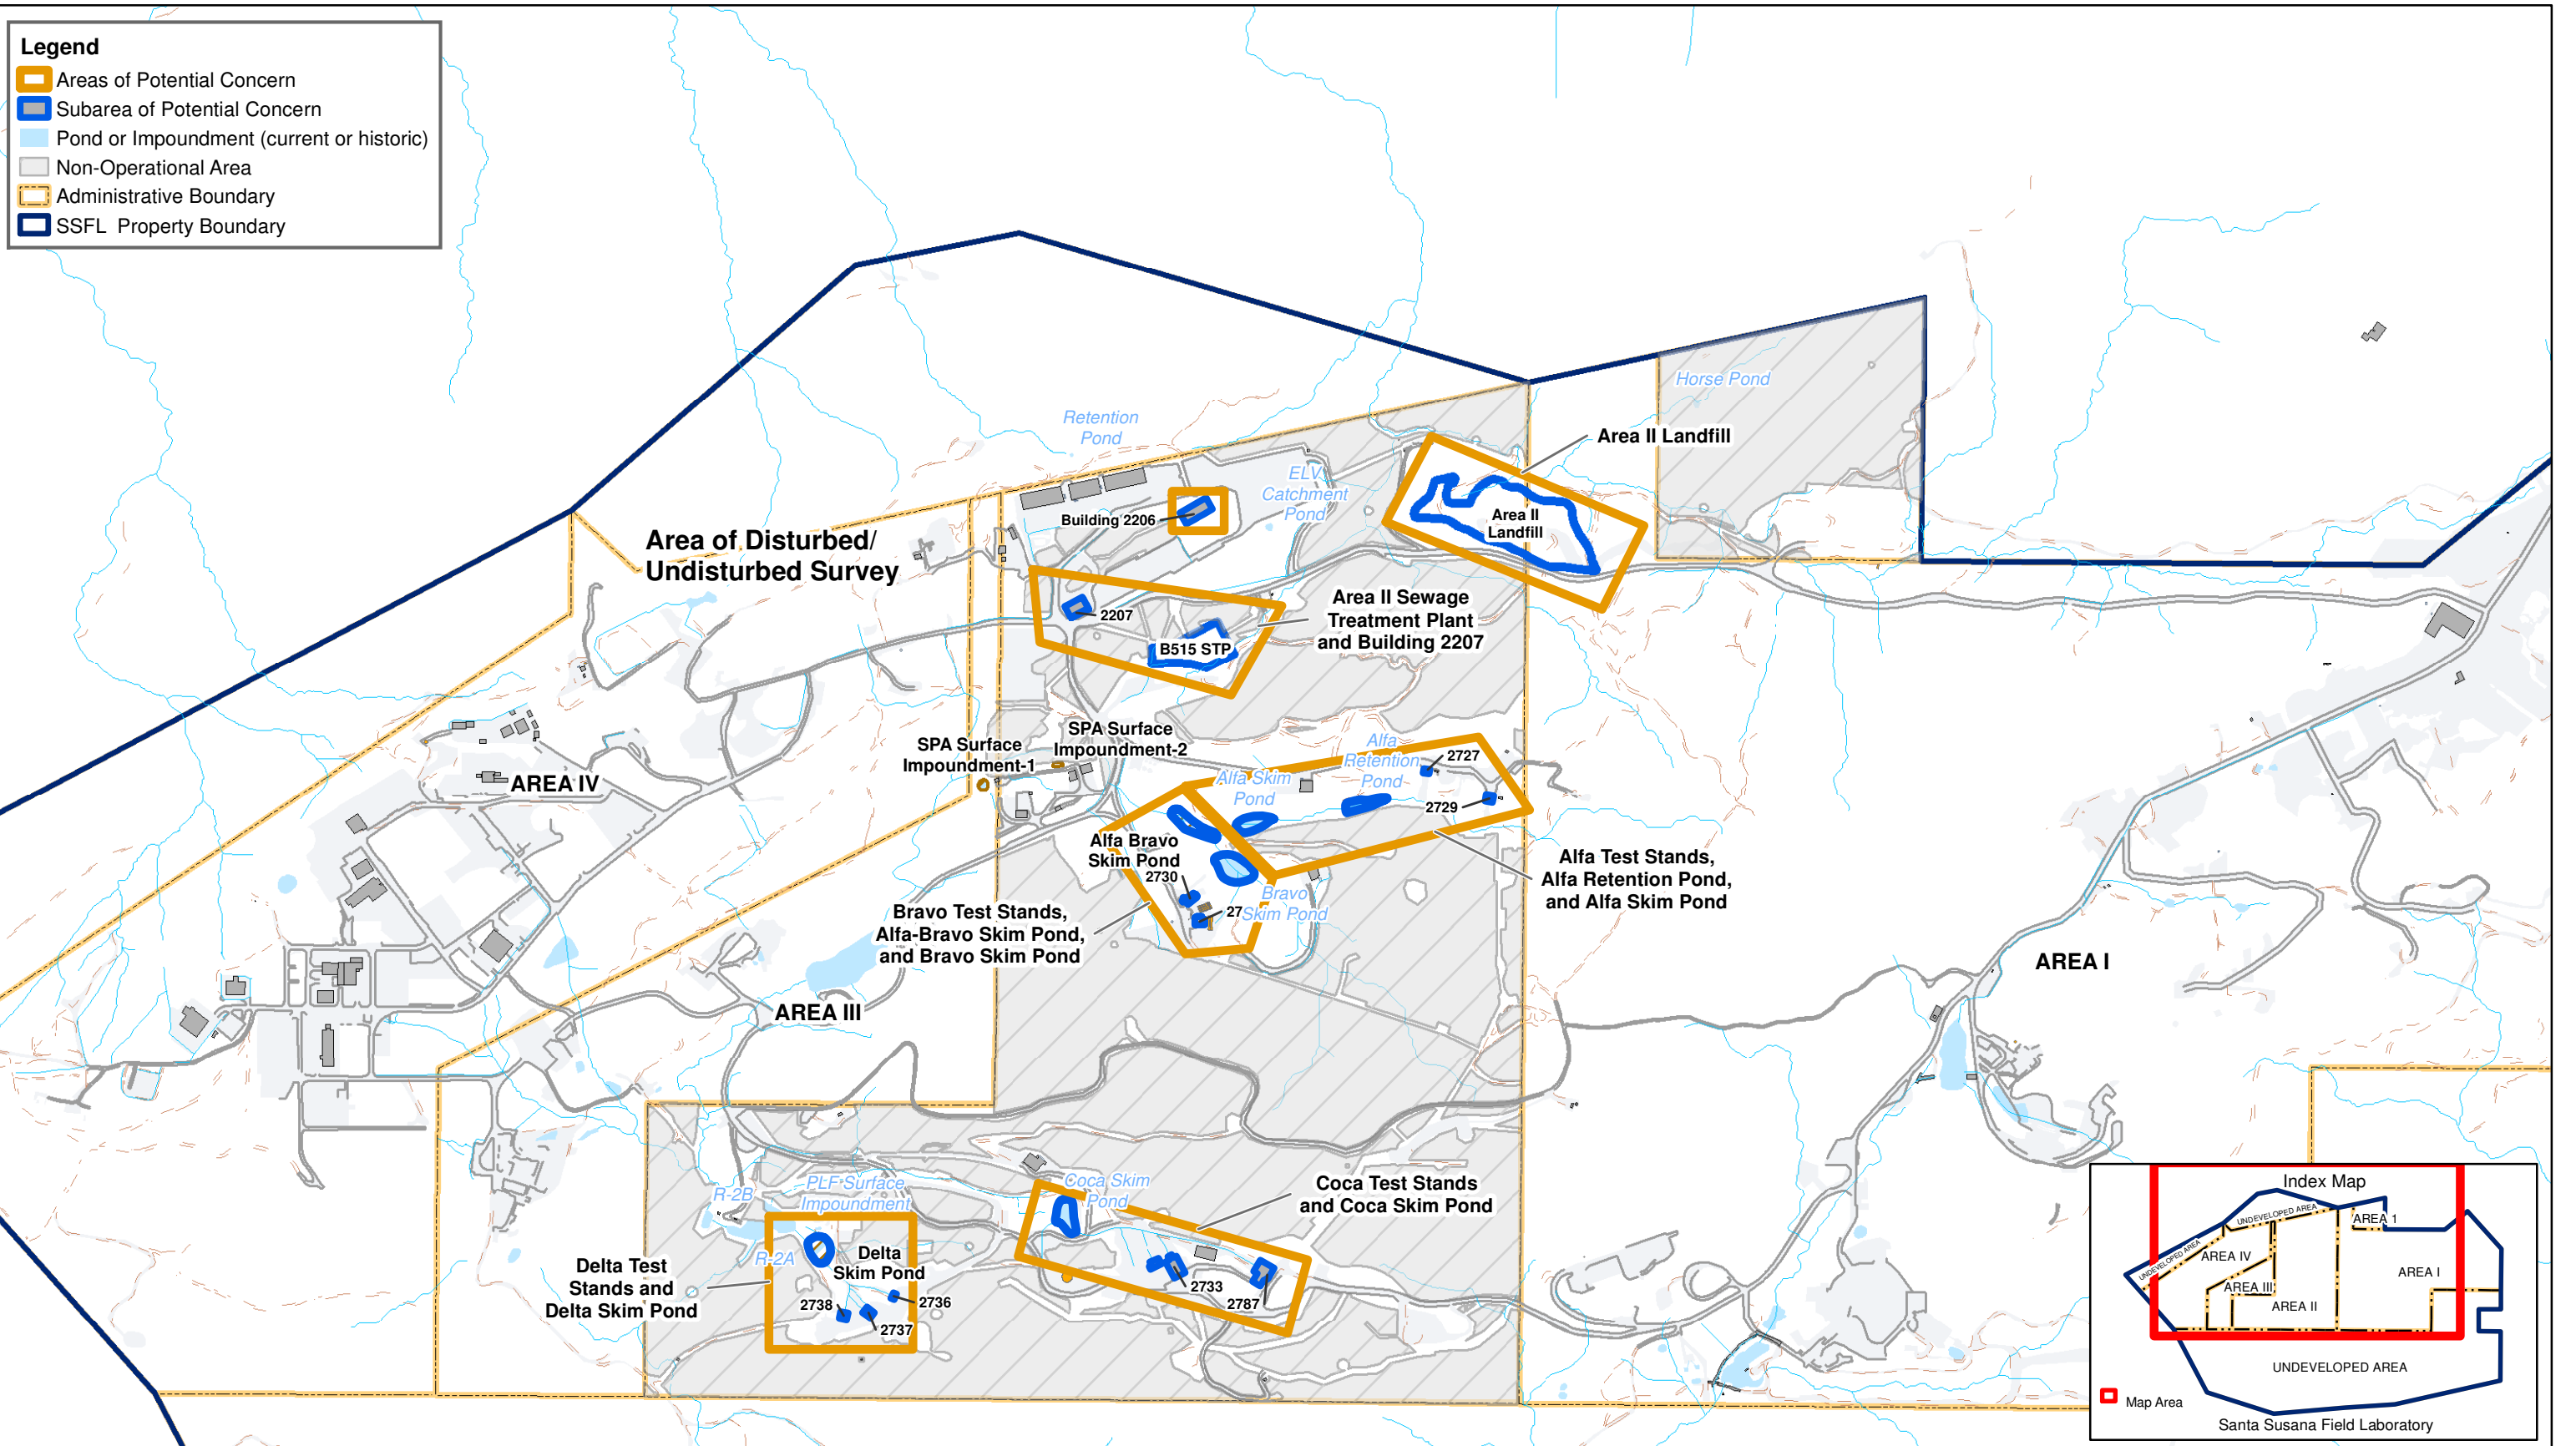 Legend
Areas of Potential Concern
Subarea of Potential Concern
Pond or Impoundment (current or historic)
Non-Operational Area
Administrative Boundary
SSFL Property Boundary
Horse Pond
Retention
Pond
Area II Landfill
ELV
Catchment
Pond
Building 2206
Area II
Landfill
Area of Disturbed/
Undisturbed Survey
2207
B515 STP
Area II Sewage
Treatment Plant
and Building 2207
SPA Surface
Impoundment-1
SPA Surface
Impoundment-2
Alfa
Retention
Pond
2727
Alfa Skim
Pond
2729
AREA IV
Alfa Bravo
Skim Pond
2730
27
Bravo
Skim Pond
Alfa Test Stands,
Alfa Retention Pond,
and Alfa Skim Pond
Bravo Test Stands,
Alfa-Bravo Skim Pond,
and Bravo Skim Pond
AREA I
AREA III
R-2B
PLF Surface
Impoundment
Coca Skim
Pond
Coca Test Stands
and Coca Skim Pond
R-2A
Delta
Skim Pond
Delta Test
Stands and
Delta Skim Pond
2738
2736
2737
2733
2787
Index Map
UNDEVELOPED AREA
AREA 1
UNDEVELOPED AREA
AREA IV
AREA I
AREA III
AREA II
UNDEVELOPED AREA
Map Area
Santa Susana Field Laboratory